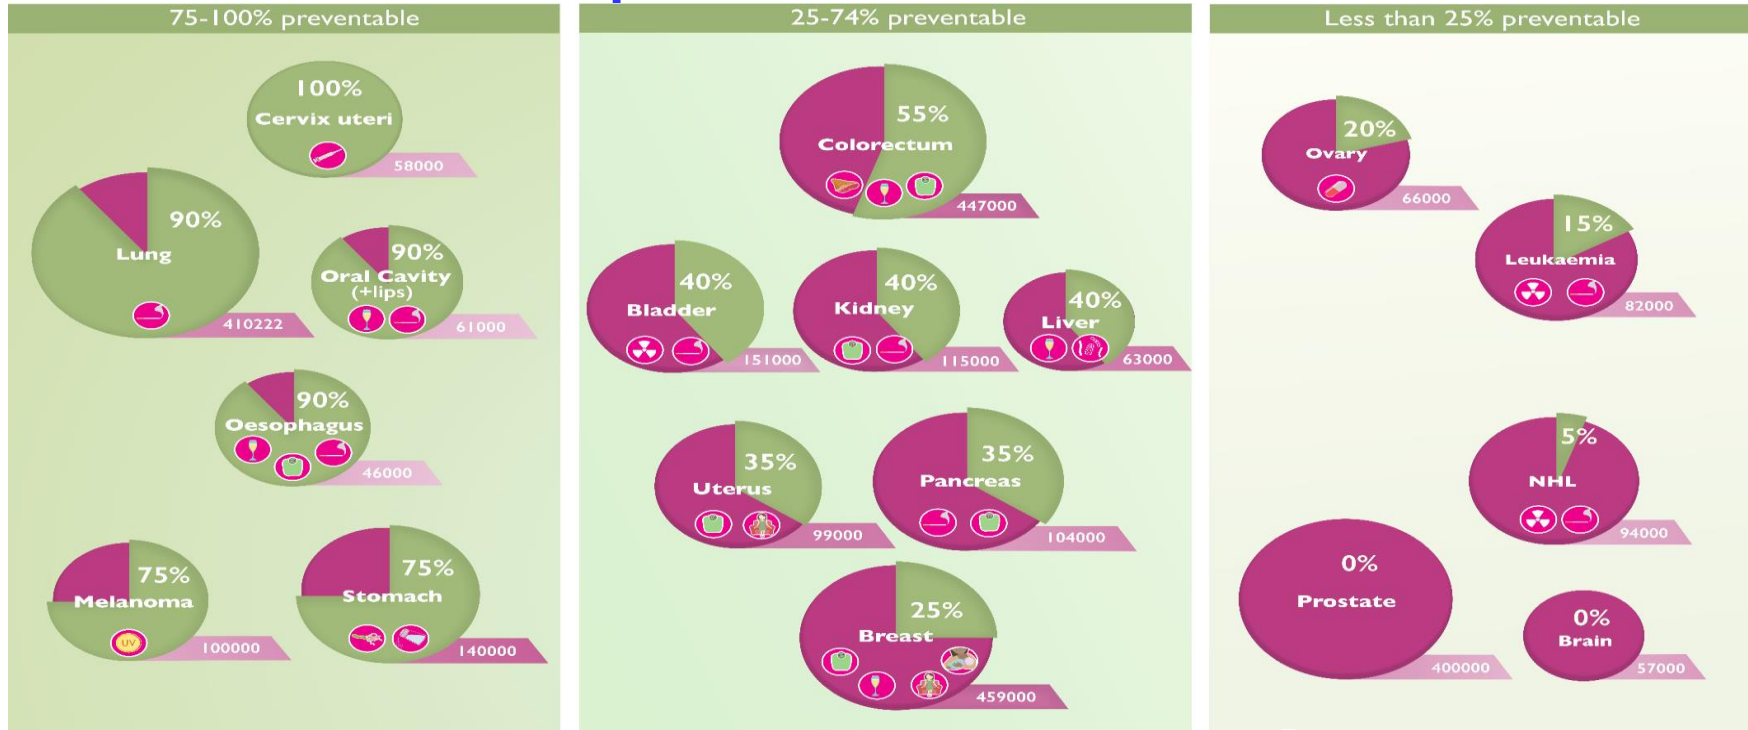 75-100% preventable
100%
Cervix uteri
58000
90%
Lung
410222
90%
Oral Cavity
(+lips)
61000
90%
Oesophagus
46000
75%
Melanoma
UV
100000
75%
Stomach
140000
25-74% preventable
55%
Colorectum
447000
40%
Bladder
151000
40%
Kidney
115000
40%
Liver
63000
35%
Uterus
99000
35%
Pancreas
104000
25%
Breast
459000
Less than 25% preventable
20%
Ovary
66000
15%
Leukaemia
82000
5%
NHL
94000
0%
Prostate
400000
0%
Brain
57000